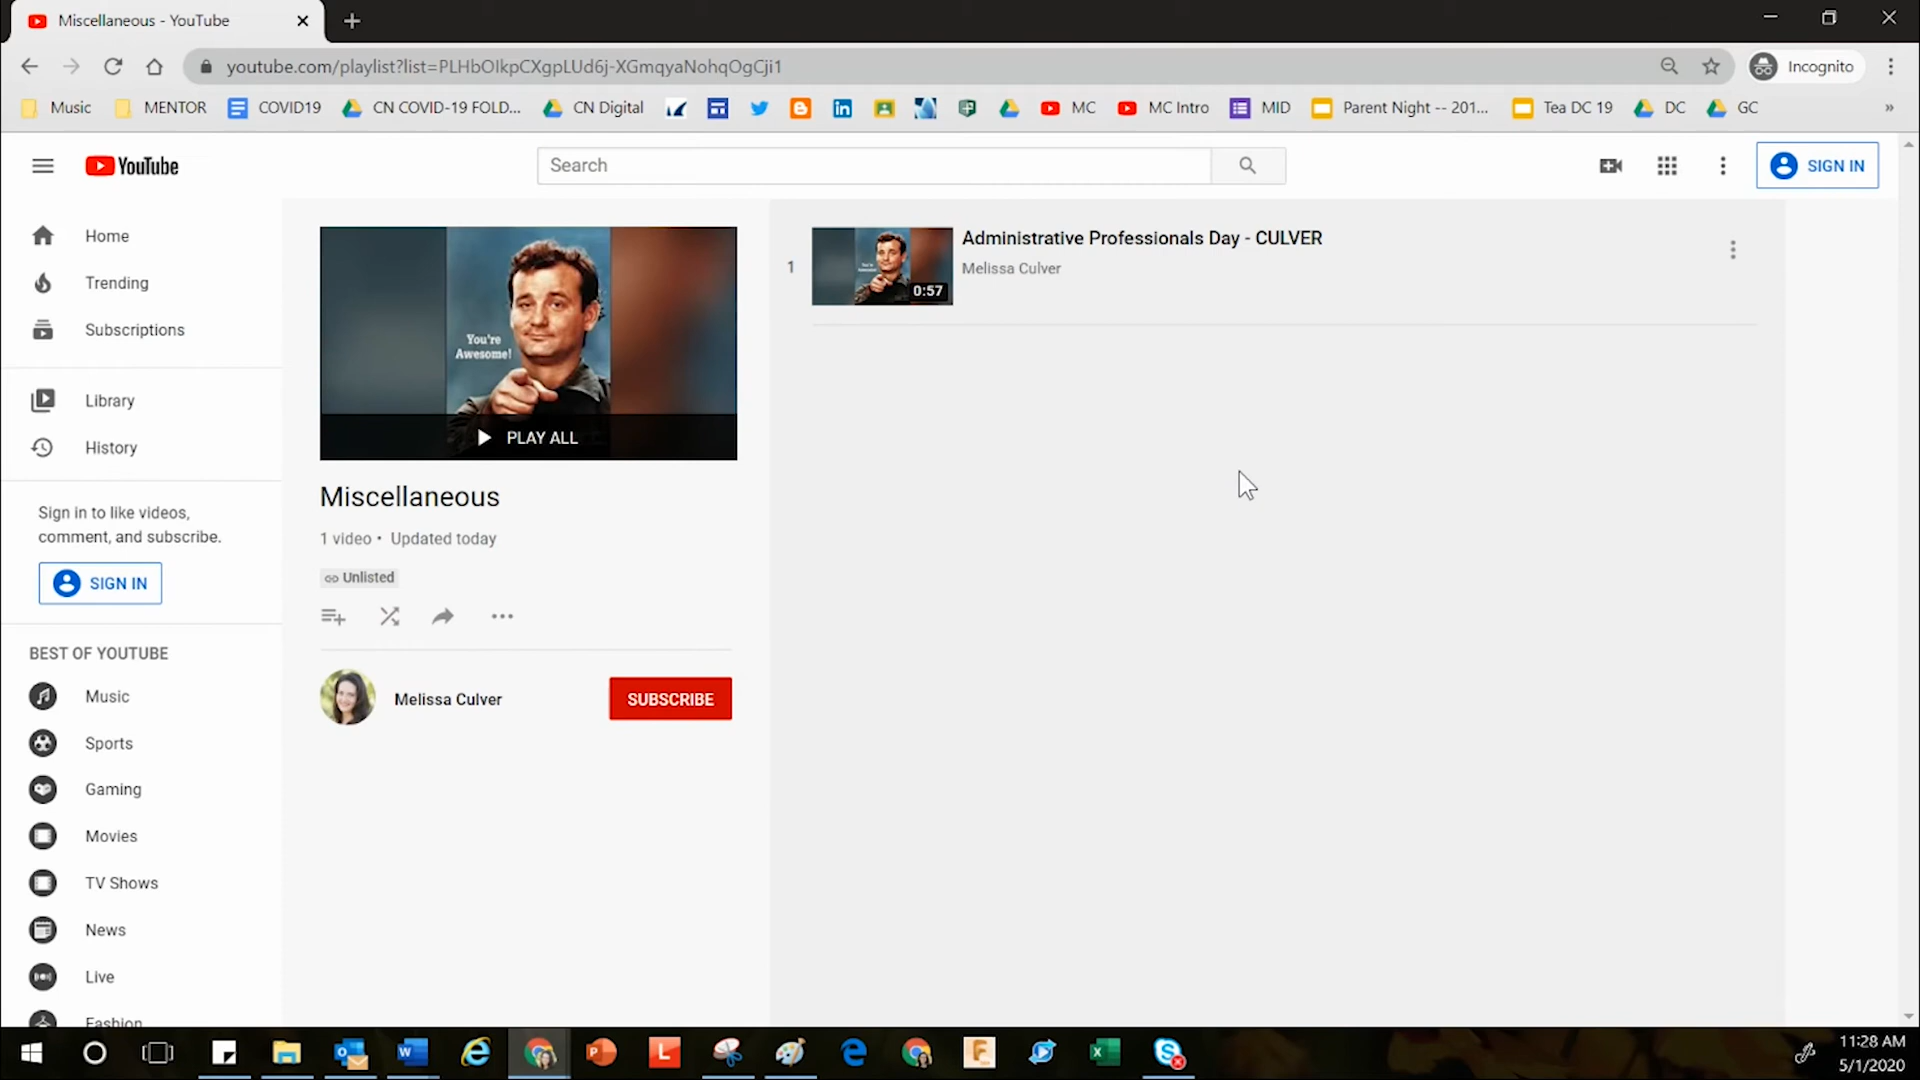 Miscellaneous - YouTube
youtube.com/playlist?list=PLHbOIkpCXgpLUd6j-XGmqyaNohqOgCji1
Incognito
Music MENTOR COVID19 CN COVID-19 FOLD... CN Digital MC MC Intro MID Parent Night -- 201... Tea DC 19 DC GC »
YouTube
Search
SIGN IN
Home
Trending
Subscriptions
Library
History
Sign in to like videos,
comment, and subscribe.
SIGN IN
BEST OF YOUTUBE
Music
Sports
Gaming
Movies
TV Shows
News
Live
Fashion
You're
Awesome!
PLAY ALL
Miscellaneous
1 video • Updated today
Unlisted
Melissa Culver
SUBSCRIBE
1
0:57
Administrative Professionals Day - CULVER
Melissa Culver
11:28 AM
5/1/2020